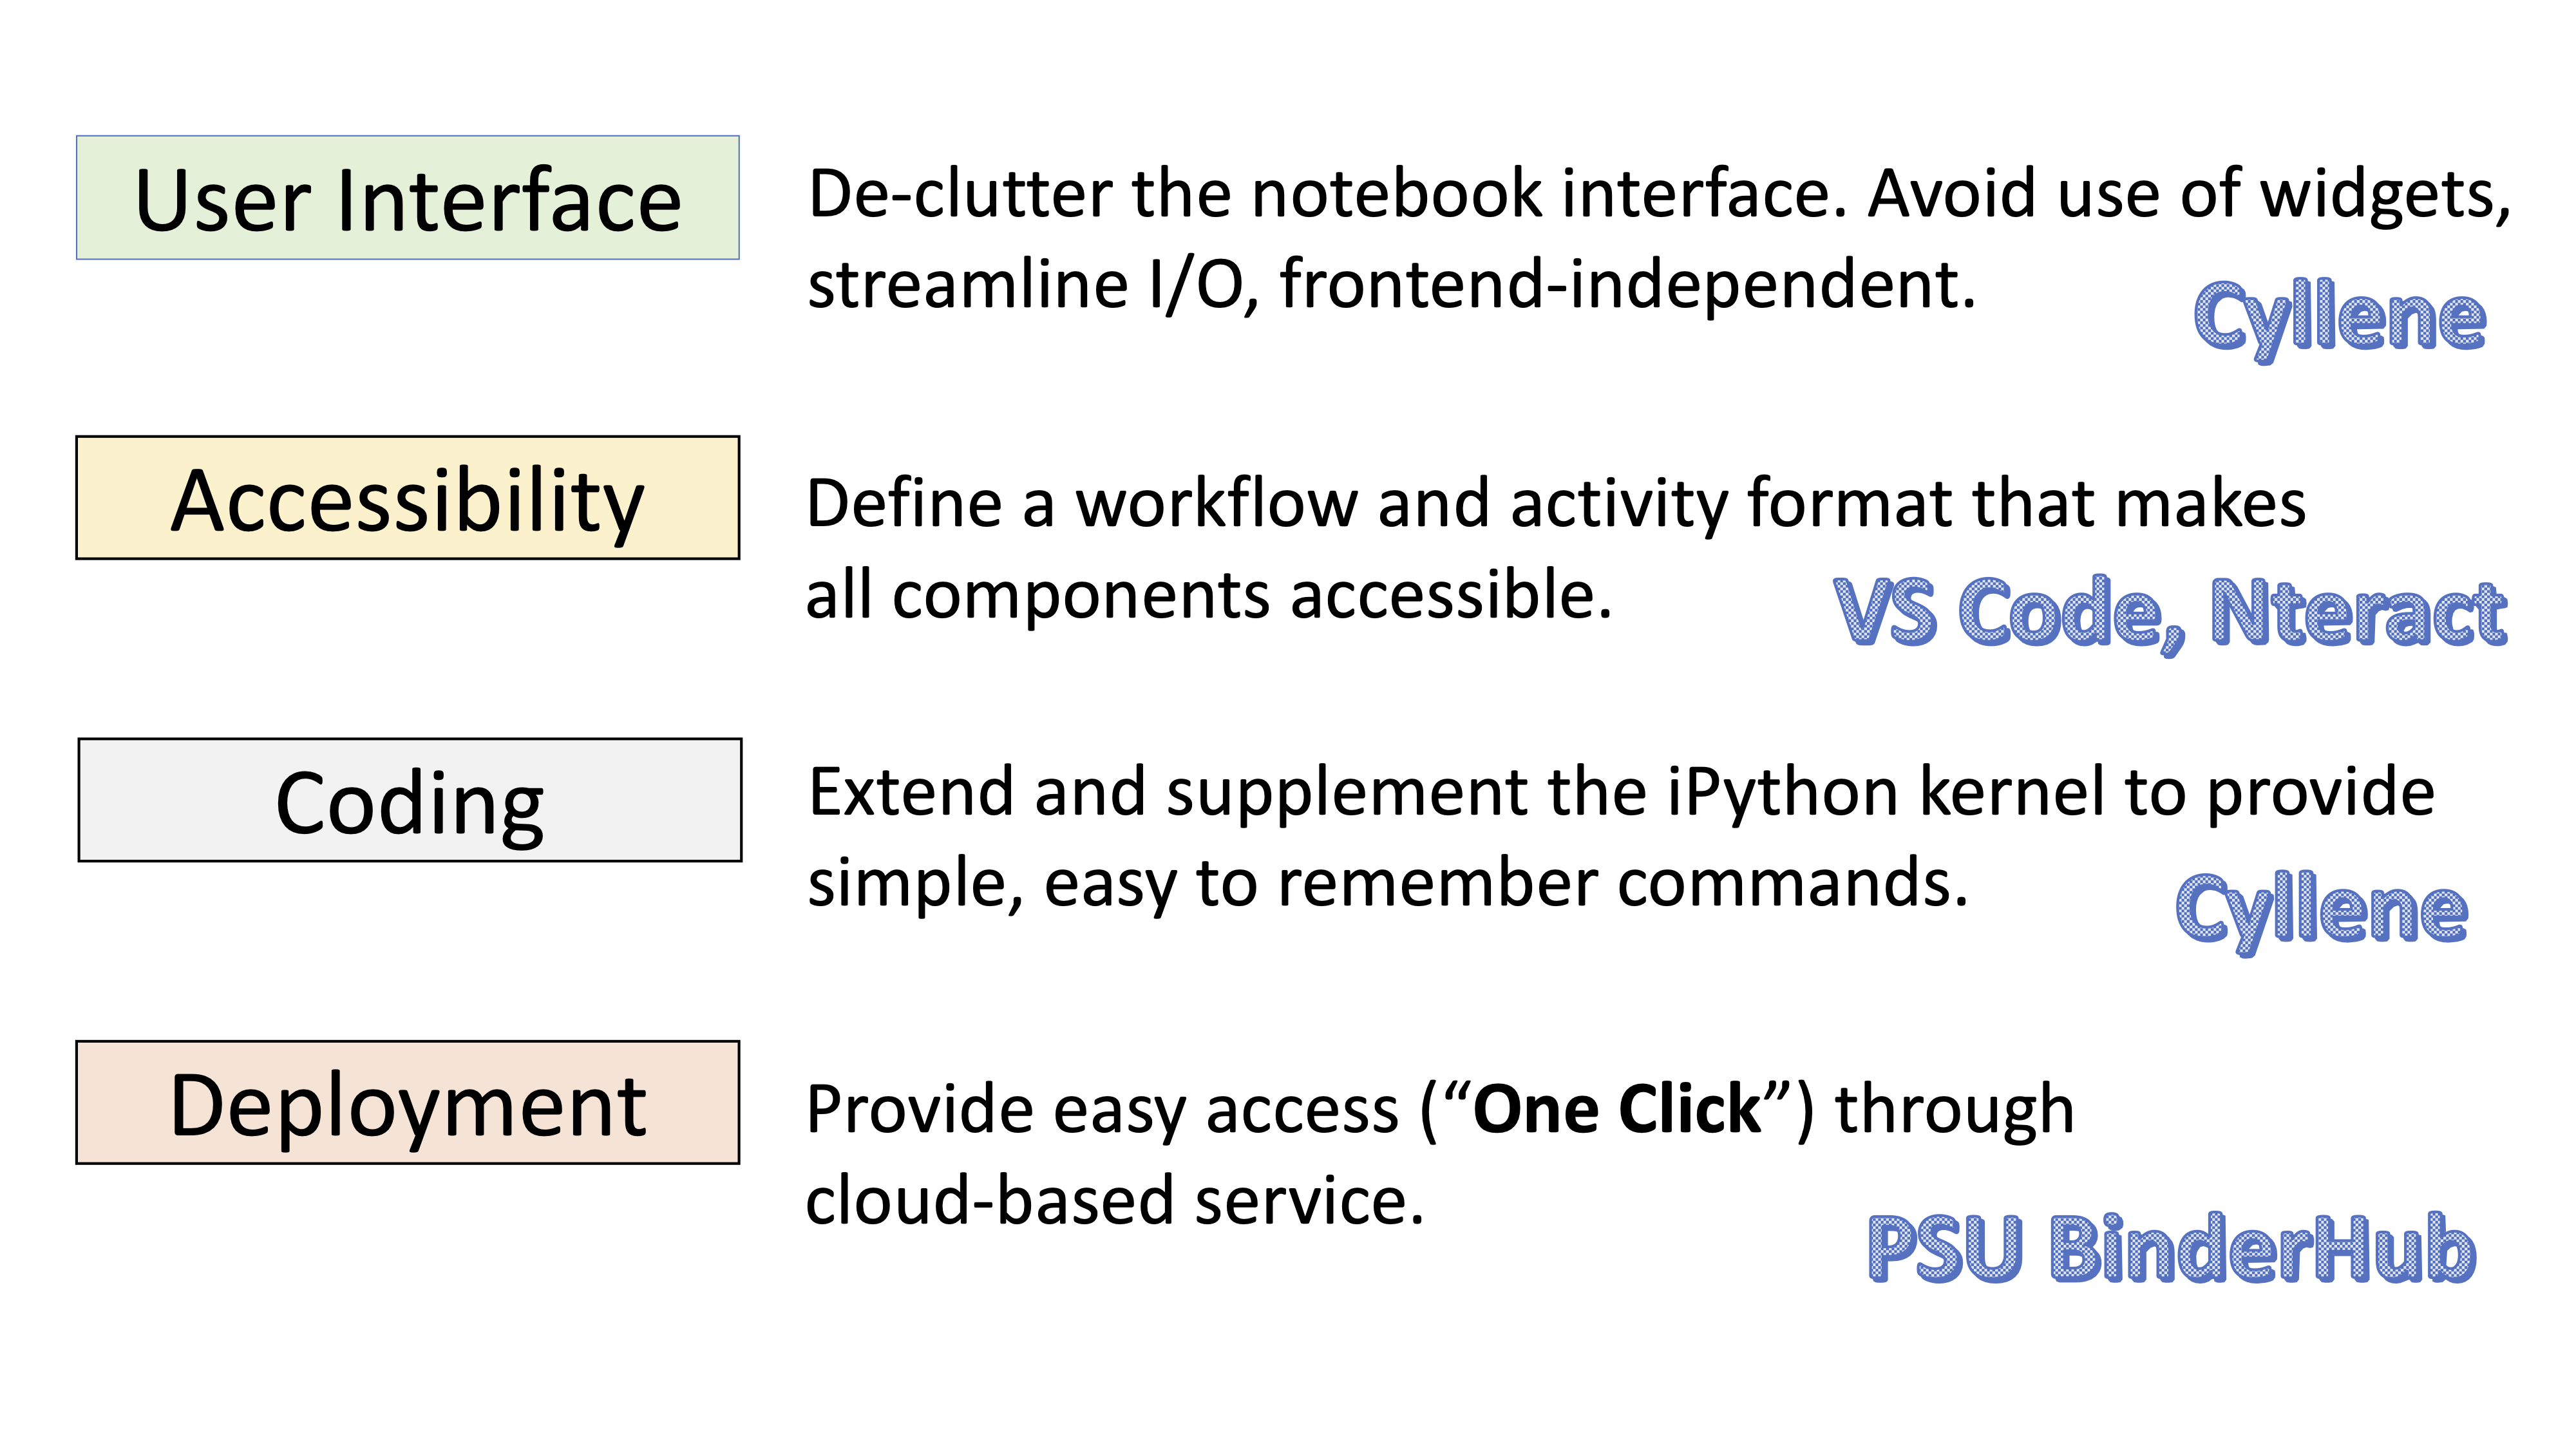 User Interface
De-clutter the notebook interface. Avoid use of widgets,
streamline I/O, frontend-independent.
Cyllene
Accessibility
Define a workflow and activity format that makes
all components accessible.
VS Code, Nteract
Coding
Extend and supplement the iPython kernel to provide
simple, easy to remember commands.
Cyllene
Deployment
Provide easy access (“One Click”) through
cloud-based service.
PSU BinderHub